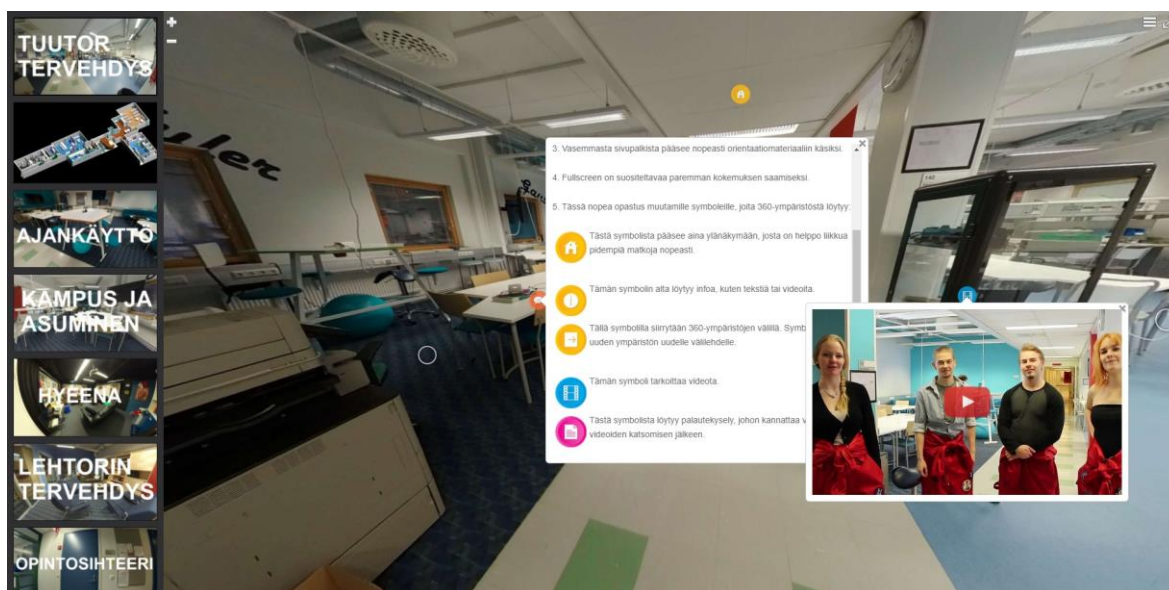 TUUTOR
TERVEHDYS
AJANKÄYTTÖ
KAMPUS JA
ASUMINEN
HYEENA
LEHTORIN
TERVEHDYS
OPINTOSIHTEERI
3. Vasemmasta sivupalkista pääsee nopeasti orientaatiomateriaaliin käsiksi.
4. Fullscreen on suositeltavaa paremman kokemuksen saamiseksi.
5. Tässä nopea opastus muutamille symboleille, joita 360-ympäristöstä löytyy:
Tästä symbolista pääsee aina ylänäkymään, josta on helppo liikkua
pidempiä matkoja nopeasti.
Tämän symbolin alta löytyy infoa, kuten tekstiä tai videoita.
Tällä symbolilla siirrytään 360-ympäristöjen välillä. Symb
uuden ympäristön uudelle välilehdelle.
Tämän symboli tarkoittaa videota.
Tästä symbolista löytyy palautekysely, johon kannattaa v
videoiden katsomisen jälkeen.
142